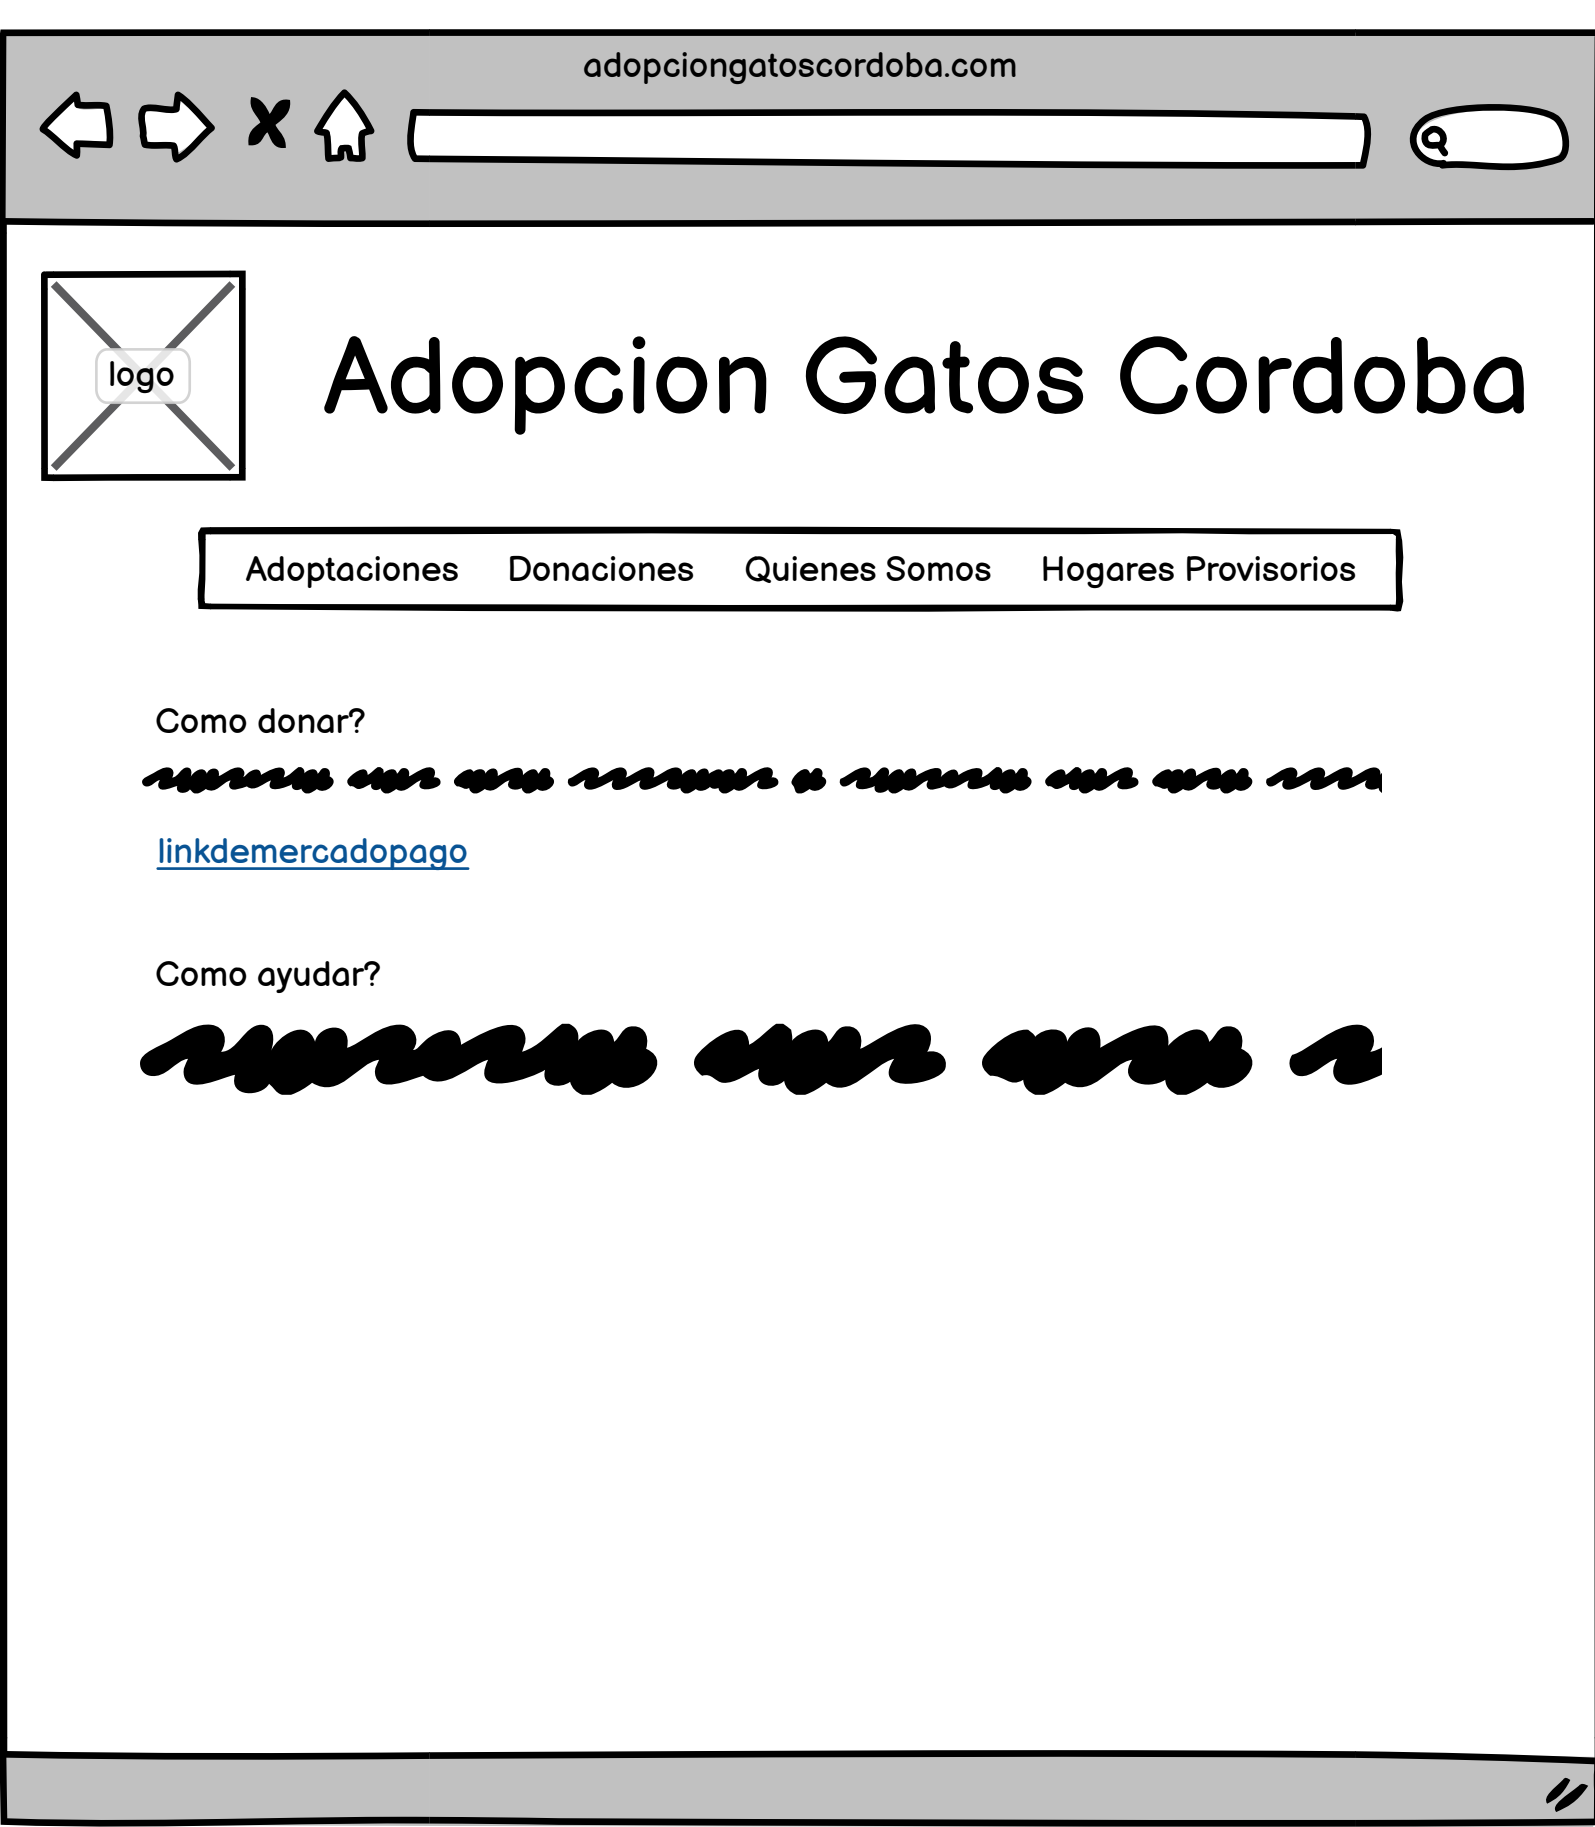 adopciongatoscordoba.com
logo
Adopcion Gatos Cordoba
Adoptaciones Donaciones Quienes Somos Hogares Provisorios
Como donar?
linkdemercadopago
Como ayudar?